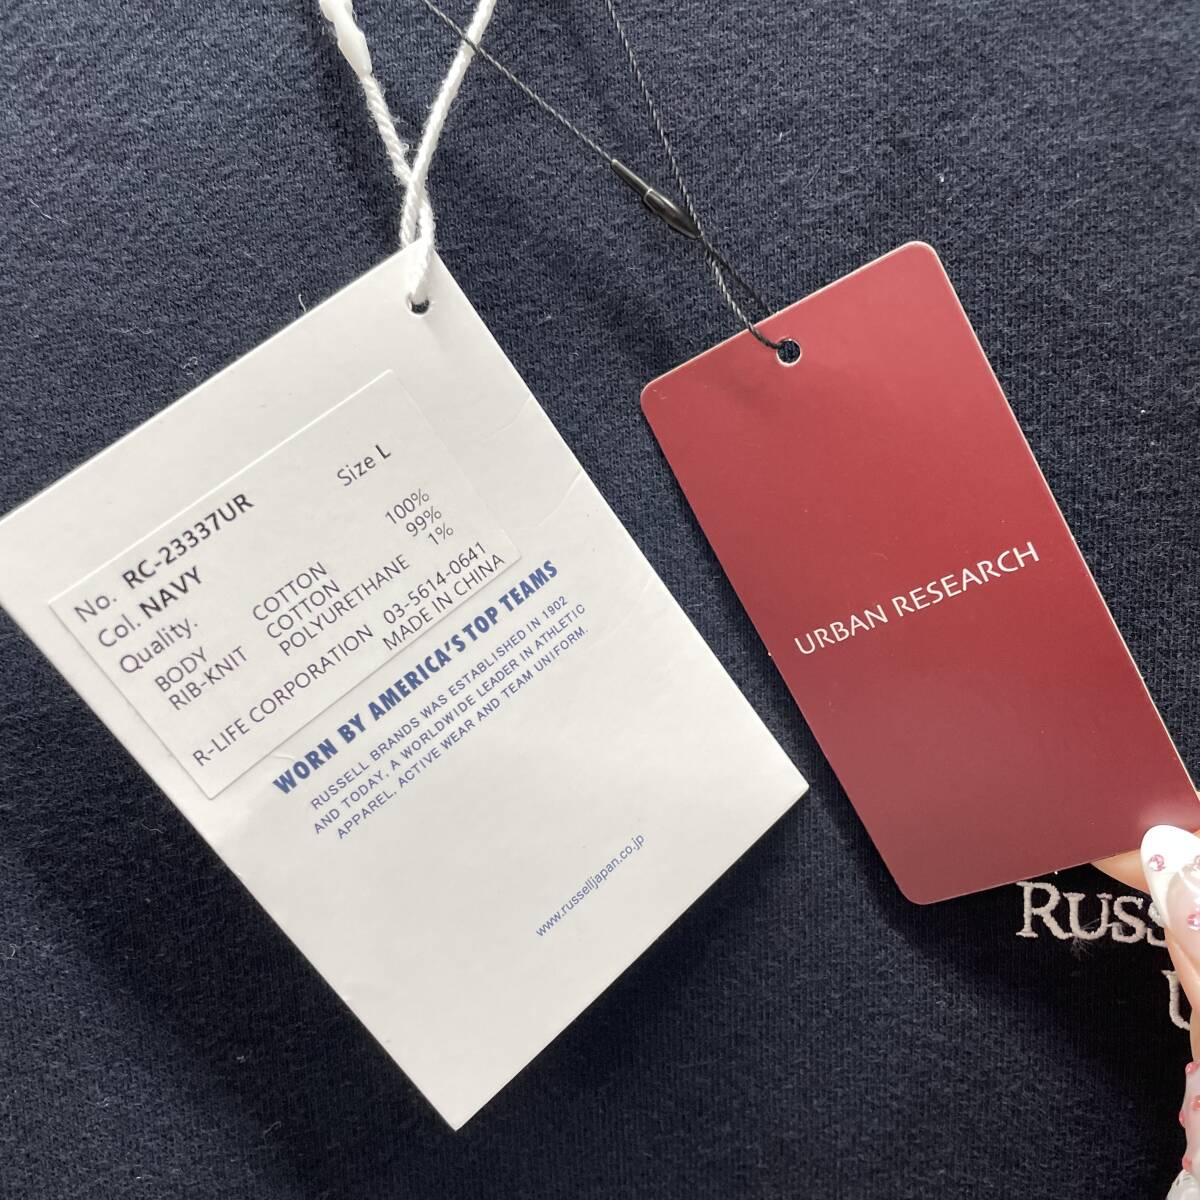 No. RC-23337UR
Col. NAVY Size L
Quality.
BODY COTTON 100%
RIB-KNIT COTTON 99%
POLYURETHANE 1%
R-LIFE CORPORATION 03-5614-0641
MADE IN CHINA
WORN BY AMERICA'S TOP TEAMS
RUSSELL BRANDS WAS ESTABLISHED IN 1902
AND TODAY, A WORLDWIDE LEADER IN ATHLETIC
APPAREL, ACTIVE WEAR AND TEAM UNIFORM.
www.russelljapan.co.jp
URBAN RESEARCH